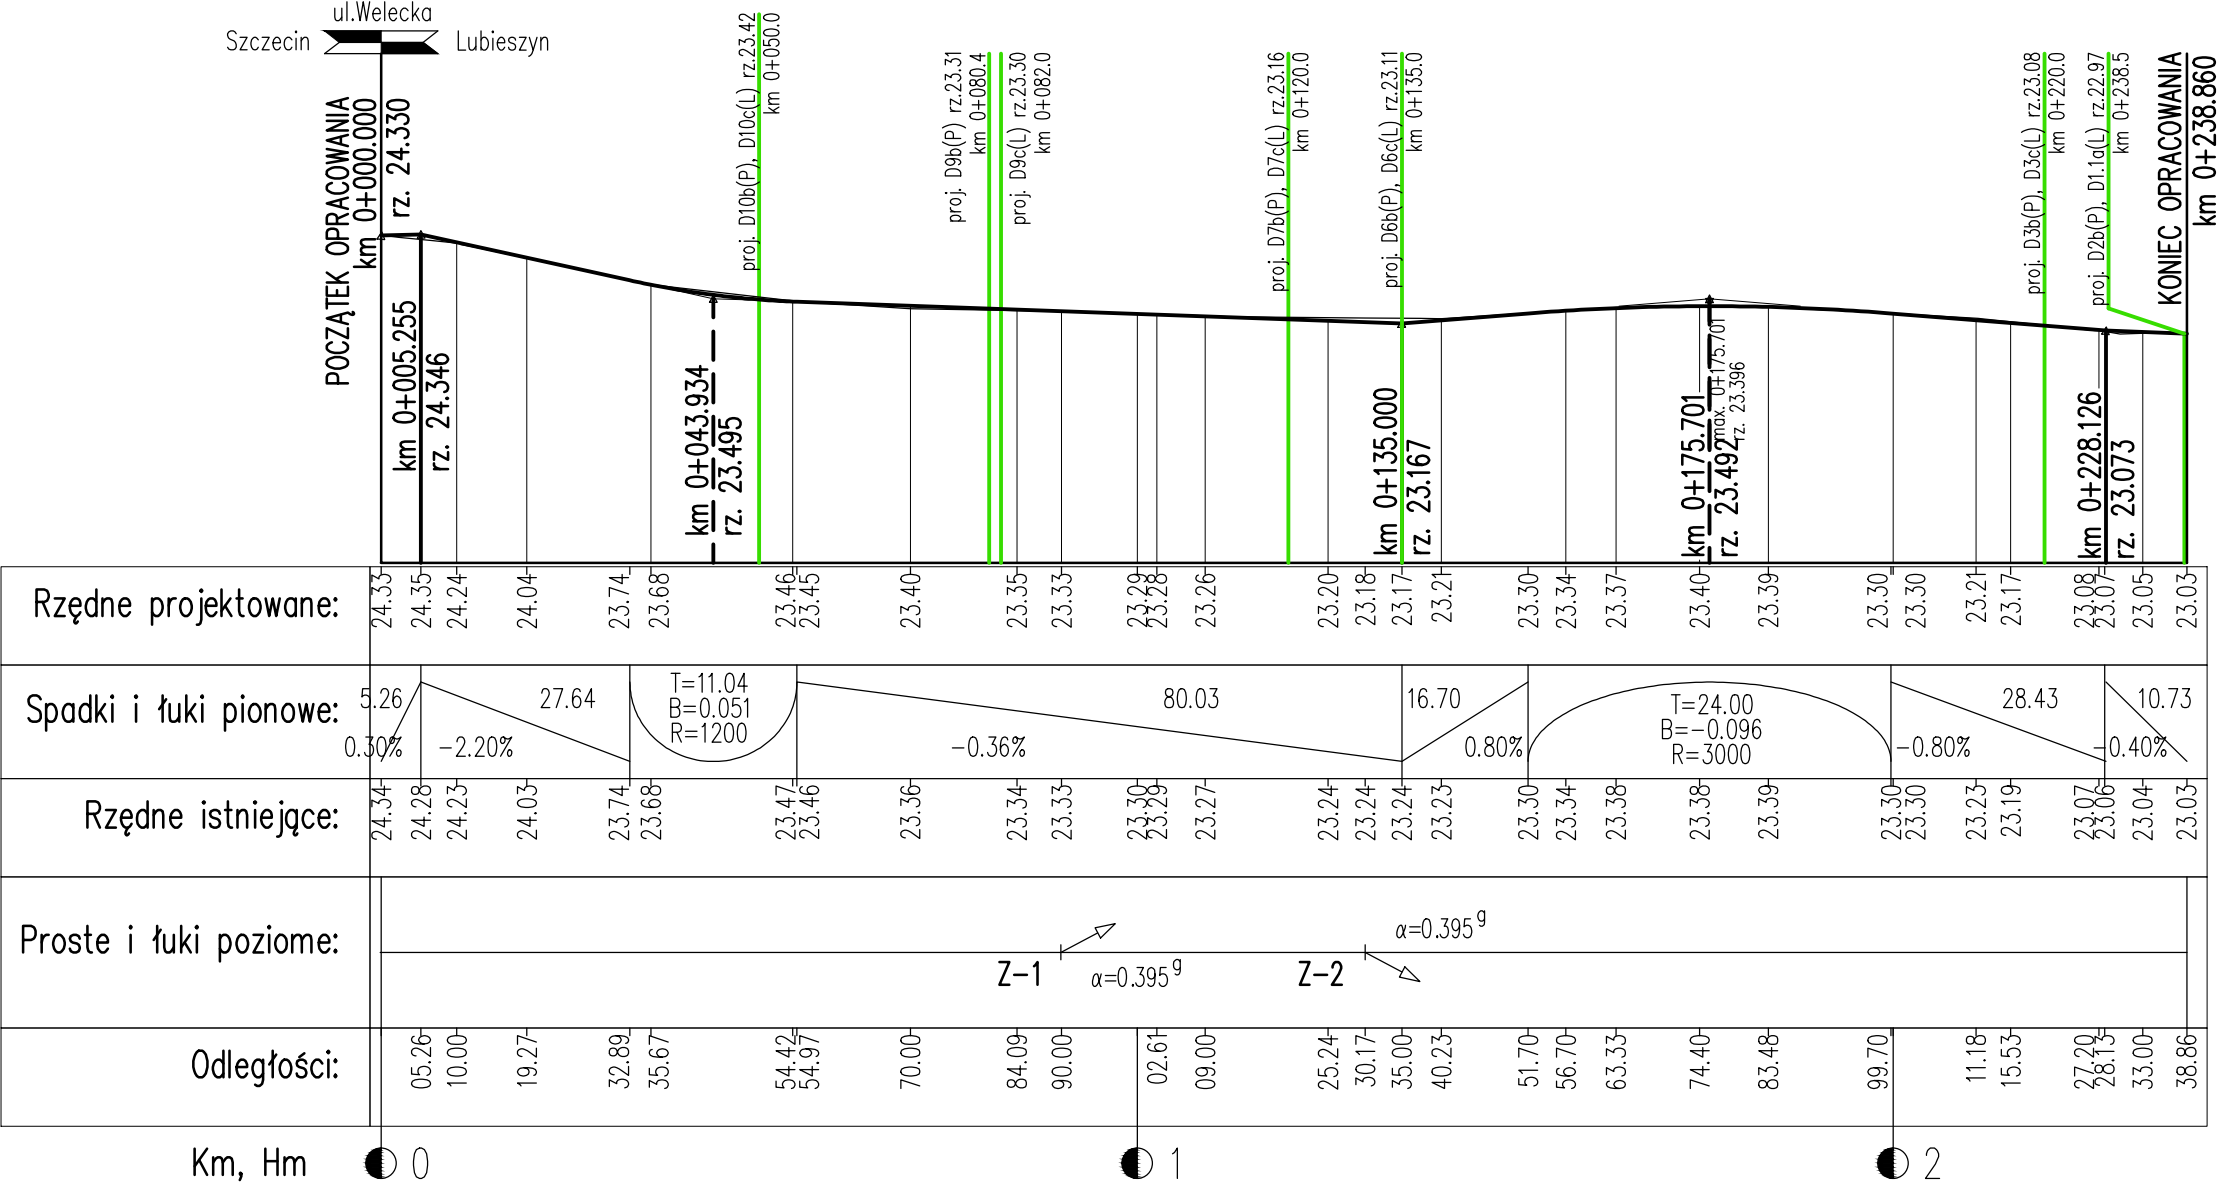 ul.Welecka
Szczecin
Lubieszyn
POCZĄTEK OPRACOWANIA
km 0+000.000
rz. 24.330
km 0+005.255
rz. 24.346
km 0+043.934
rz. 23.495
proj. D10b(P), D10c(L) rz.23.42
km 0+050.0
proj. D9b(P) rz.23.31
km 0+080.4
proj. D9c(L) rz.23.30
km 0+082.0
proj. D7b(P), D7c(L) rz.23.16
km 0+120.0
proj. D6b(P), D6c(L) rz.23.11
km 0+135.0
km 0+135.000
rz. 23.167
km 0+175.701
rz. 23.492
max. 0+175.701
rz. 23.396
proj. D3b(P), D3c(L) rz.23.08
km 0+220.0
proj. D2b(P), D1.1a(L) rz.22.97
km 0+238.5
km 0+228.126
rz. 23.073
KONIEC OPRACOWANIA
km 0+238.860
Rzędne projektowane:
24.33
24.35
24.24
24.04
23.74
23.68
23.46
23.45
23.40
23.35
23.33
23.29
23.28
23.26
23.20
23.18
23.17
23.21
23.30
23.34
23.37
23.40
23.39
23.30
23.30
23.21
23.17
23.08
23.07
23.05
23.03
Spadki i łuki pionowe:
5.26
0.30%
27.64
-2.20%
T=11.04
B=0.051
R=1200
80.03
-0.36%
16.70
0.80%
T=24.00
B=-0.096
R=3000
28.43
-0.80%
10.73
-0.40%
Rzędne istniejące:
24.34
24.28
24.23
24.03
23.74
23.68
23.47
23.46
23.36
23.34
23.33
23.30
23.29
23.27
23.24
23.24
23.24
23.23
23.30
23.34
23.38
23.38
23.39
23.30
23.30
23.23
23.19
23.07
23.06
23.04
23.03
Proste i łuki poziome:
Z-1
α=0.395g
Z-2
α=0.395g
Odległości:
05.26
10.00
19.27
32.89
35.67
54.42
54.97
70.00
84.09
90.00
02.61
09.00
25.24
30.17
35.00
40.23
51.70
56.70
63.33
74.40
83.48
99.70
11.18
15.53
27.20
28.13
33.00
38.86
Km, Hm
0
1
2